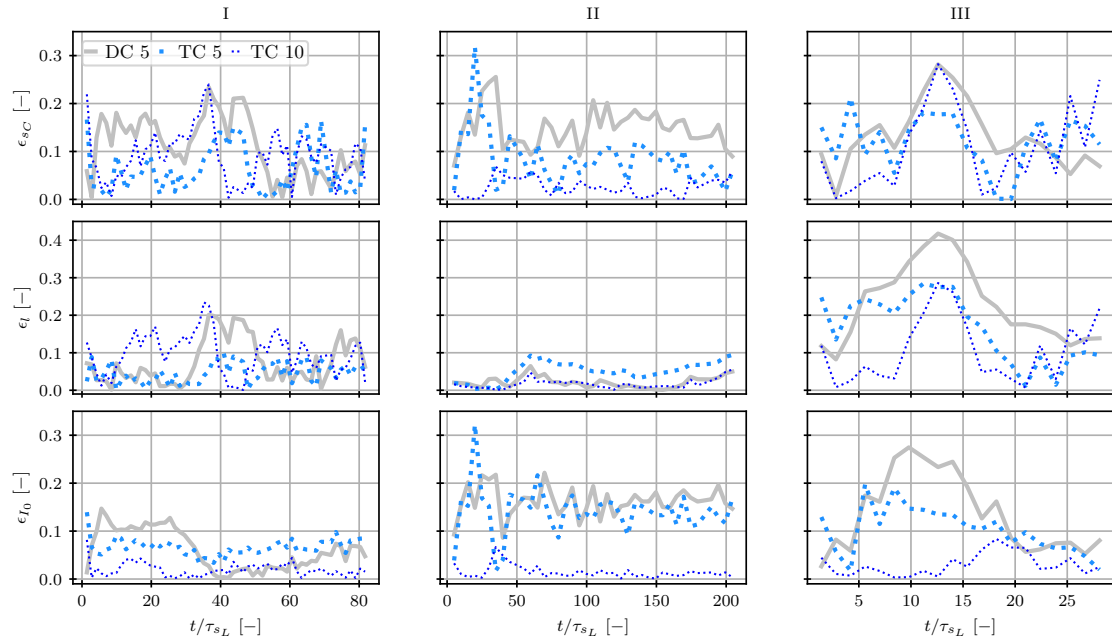 I II III
DC 5 TC 5 TC 10
0.3
0.2
0.1
0.0
ϵ_{s_C} [−]
0.4
0.3
0.2
0.1
0.0
ϵ_l [−]
0.3
0.2
0.1
0.0
ϵ_{I_0} [−]
0 20 40 60 80
0 50 100 150 200
5 10 15 20 25
t/τ_{s_L} [−] t/τ_{s_L} [−] t/τ_{s_L} [−]